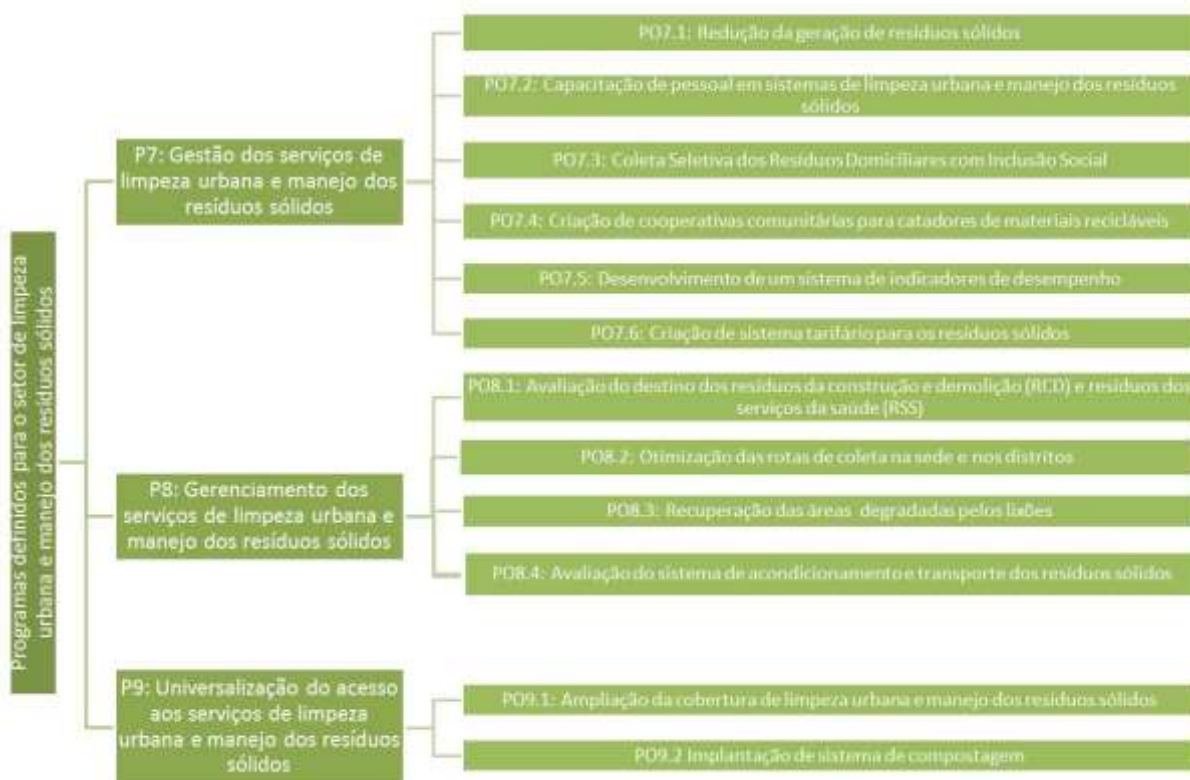 Programas definidos para o setor de limpeza
urbana e manejo dos resíduos sólidos
P7: Gestão dos serviços de
limpeza urbana e manejo dos
resíduos sólidos
PO7.1: Redução da geração de resíduos sólidos
PO7.2: Capacitação de pessoal em sistemas de limpeza urbana e manejo dos resíduos
sólidos
PO7.3: Coleta Seletiva dos Resíduos Domiciliares com Inclusão Social
PO7.4: Criação de cooperativas comunitárias para catadores de materiais recicláveis
PO7.5: Desenvolvimento de um sistema de indicadores de desempenho
PO7.6: Criação de sistema tarifário para os resíduos sólidos
P8: Gerenciamento dos
serviços de limpeza urbana e
manejo dos resíduos sólidos
PO8.1: Avaliação do destino dos resíduos da construção e demolição (RCD) e resíduos dos
serviços da saúde (RSS)
PO8.2: Otimização das rotas de coleta na sede e nos distritos
PO8.3: Recuperação das áreas degradadas pelos lixões
PO8.4: Avaliação do sistema de acondicionamento e transporte dos resíduos sólidos
P9: Universalização do acesso
aos serviços de limpeza
urbana e manejo dos resíduos
sólidos
PO9.1: Ampliação da cobertura de limpeza urbana e manejo dos resíduos sólidos
PO9.2 Implantação de sistema de compostagem